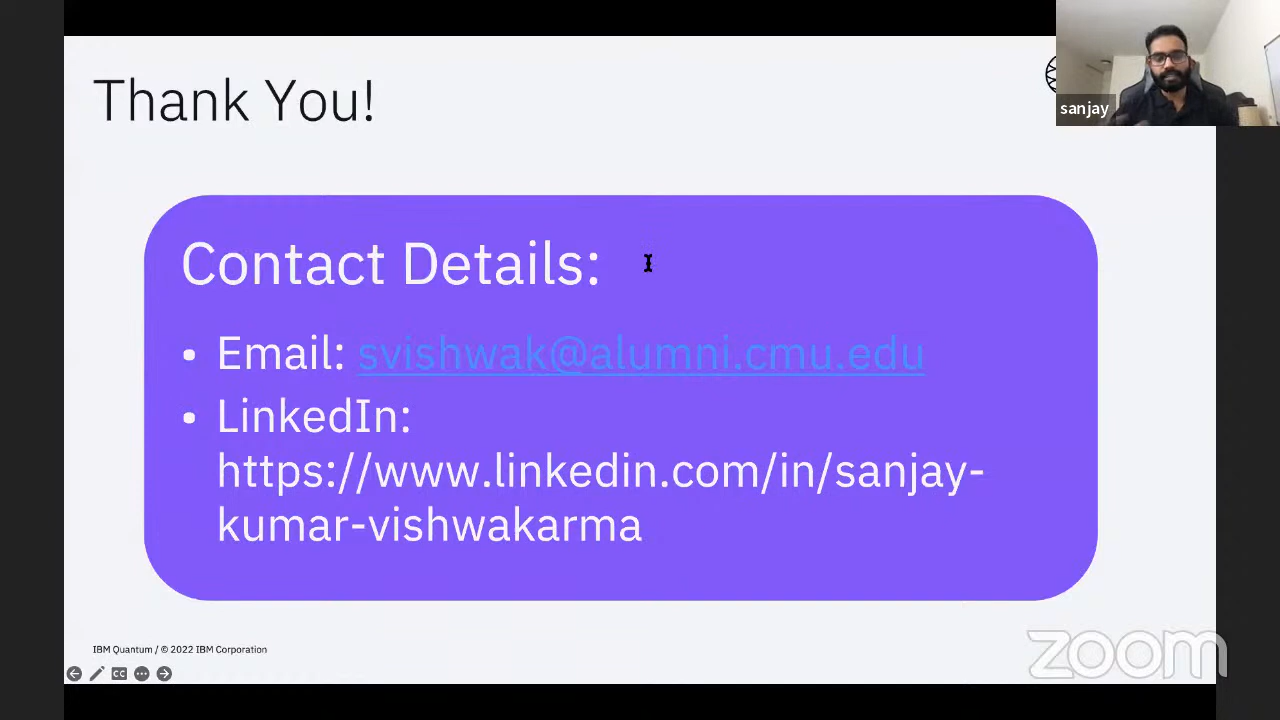 Thank You!
sanjay
Contact Details:
• Email: svishwak@alumni.cmu.edu
• LinkedIn:
https://www.linkedin.com/in/sanjay-
kumar-vishwakarma
IBM Quantum / © 2022 IBM Corporation
CC
zoom